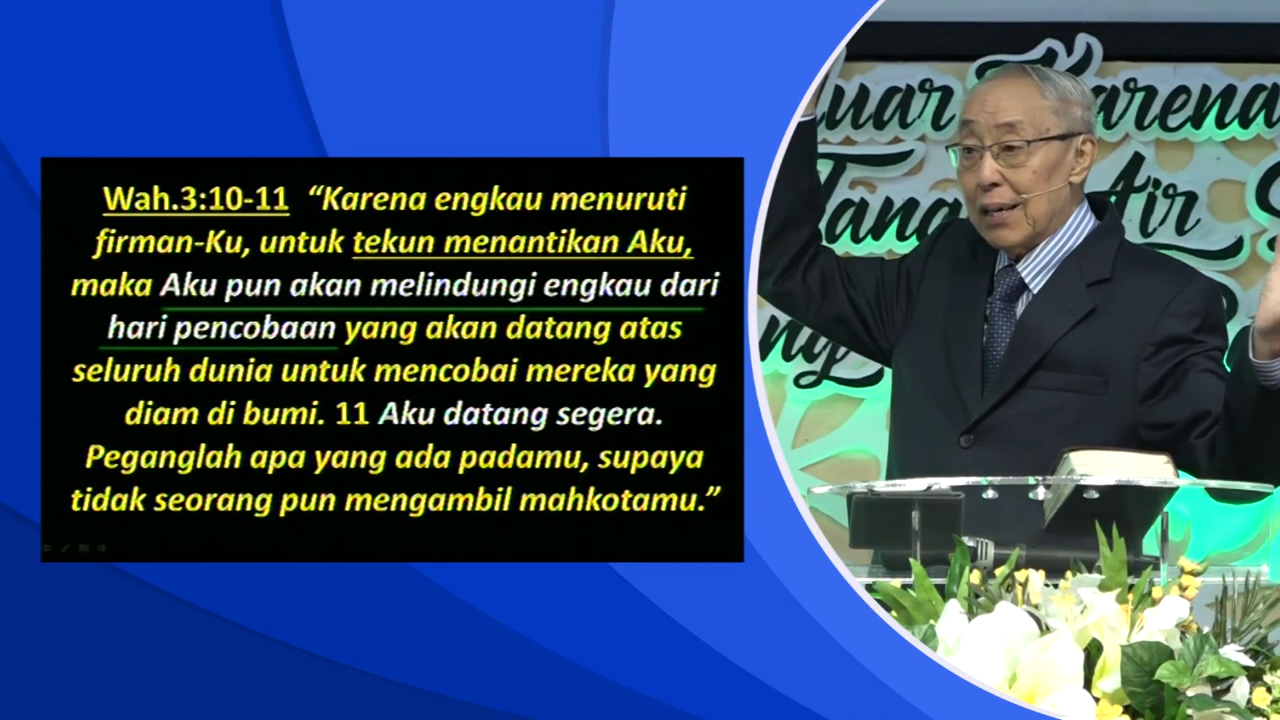 Wah.3:10-11 “Karena engkau menuruti
firman-Ku, untuk tekun menantikan Aku,
maka Aku pun akan melindungi engkau dari
hari pencobaan yang akan datang atas
seluruh dunia untuk mencobai mereka yang
diam di bumi. 11 Aku datang segera.
Peganglah apa yang ada padamu, supaya
tidak seorang pun mengambil mahkotamu.”
Karena
Air